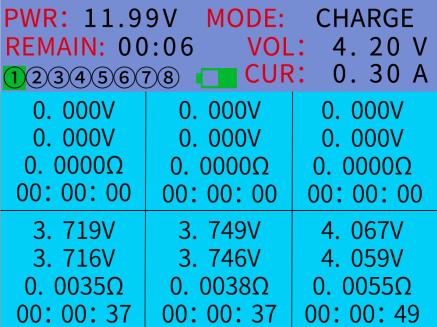 PWR: 11.99V MODE: CHARGE
REMAIN: 00:06 VOL: 4. 20 V
①②③④⑤⑥⑦⑧ CUR: 0. 30 A
0. 000V 0. 000V 0. 000V
0. 000V 0. 000V 0. 000V
0. 0000Ω 0. 0000Ω 0. 0000Ω
00: 00: 00 00: 00: 00 00: 00: 00
3. 719V 3. 749V 4. 067V
3. 716V 3. 746V 4. 059V
0. 0035Ω 0. 0038Ω 0. 0055Ω
00: 00: 37 00: 00: 37 00: 00: 49